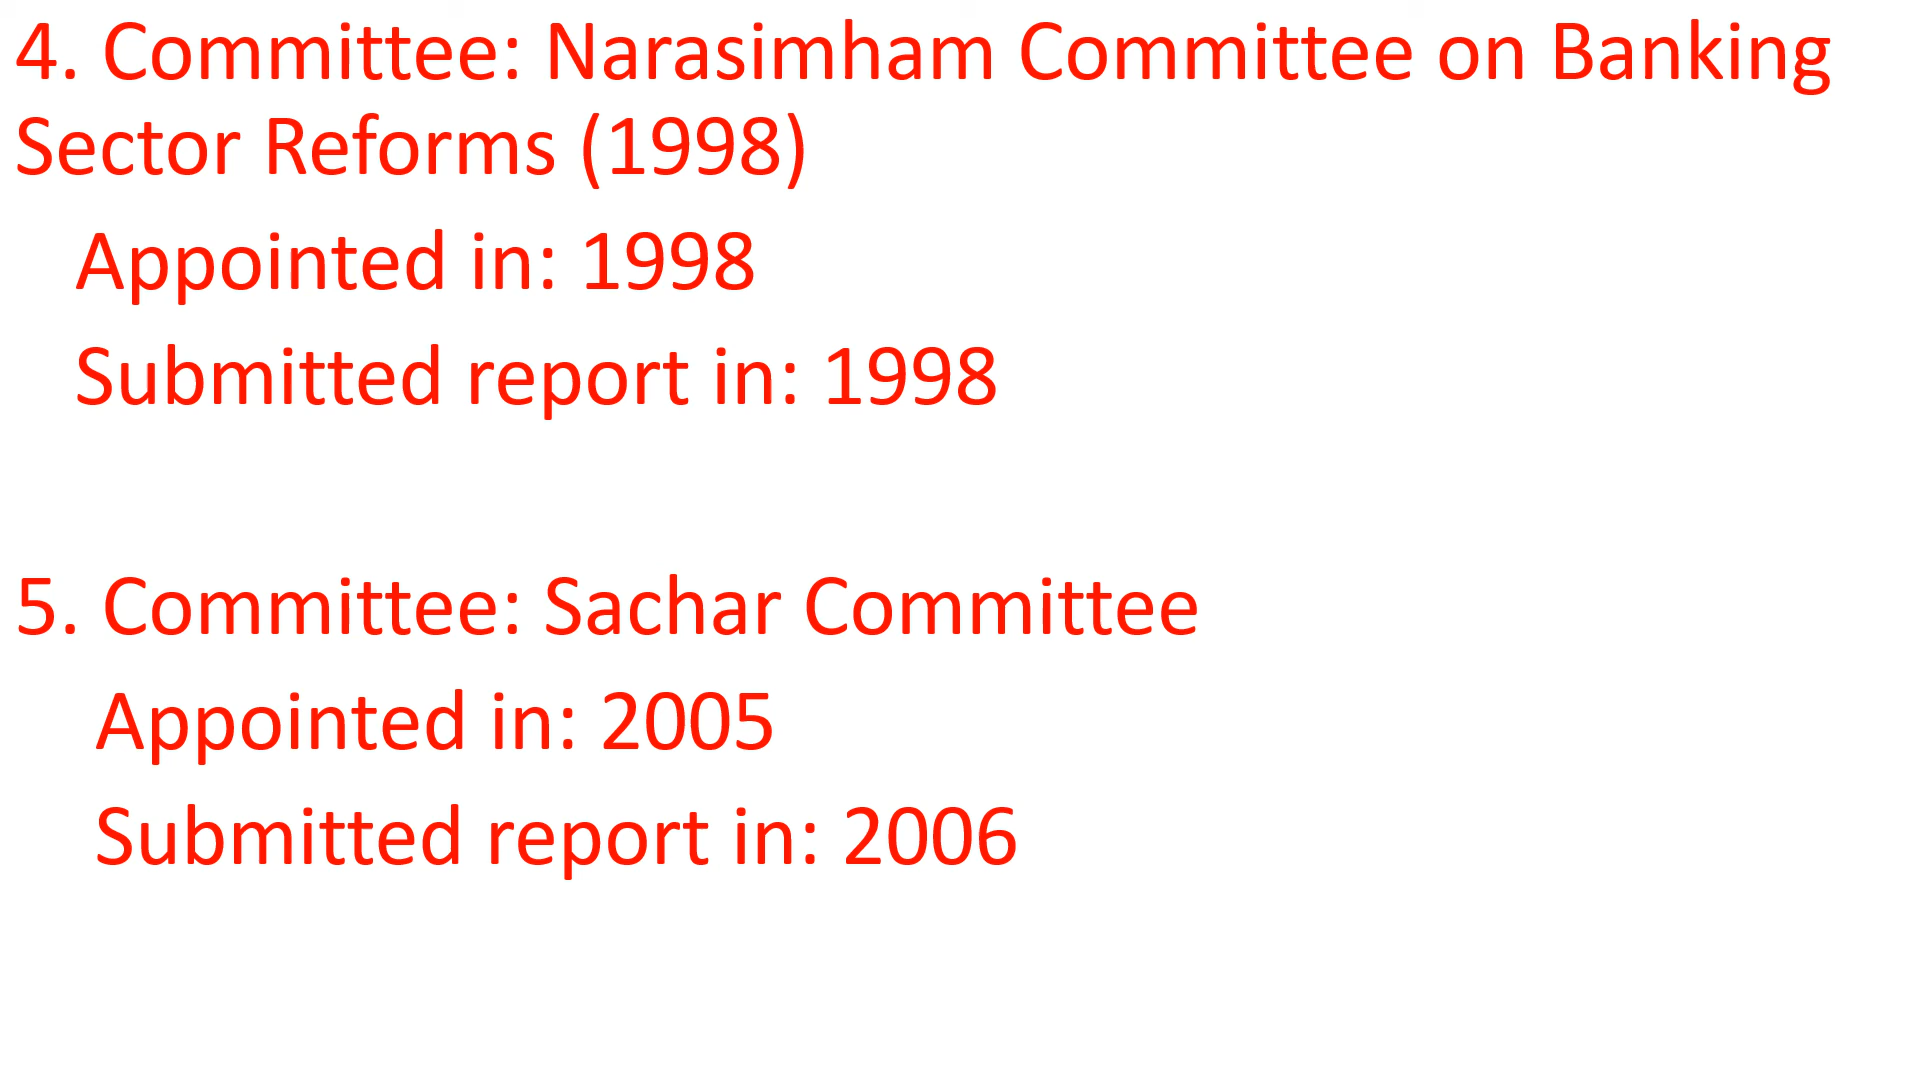 4. Committee: Narasimham Committee on Banking
Sector Reforms (1998)
Appointed in: 1998
Submitted report in: 1998
5. Committee: Sachar Committee
Appointed in: 2005
Submitted report in: 2006